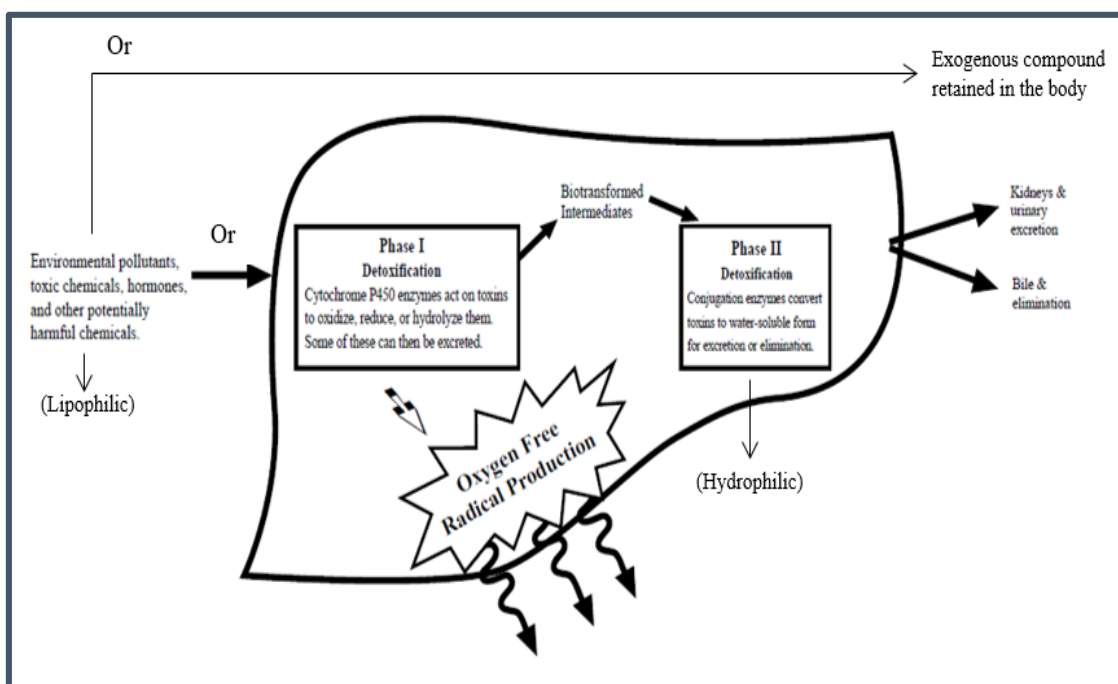 Or
Exogenous compound
retained in the body
Or
Environmental pollutants,
toxic chemicals, hormones,
and other potentially
harmful chemicals.
(Lipophilic)
Phase I
Detoxification
Cytochrome P450 enzymes act on toxins
to oxidize, reduce, or hydrolyze them.
Some of these can then be excreted.
Biotransformed
Intermediates
Phase II
Detoxification
Conjugation enzymes convert
toxins to water-soluble form
for excretion or elimination.
(Hydrophilic)
Oxygen Free
Radical Production
Kidneys &
urinary
excretion
Bile &
elimination